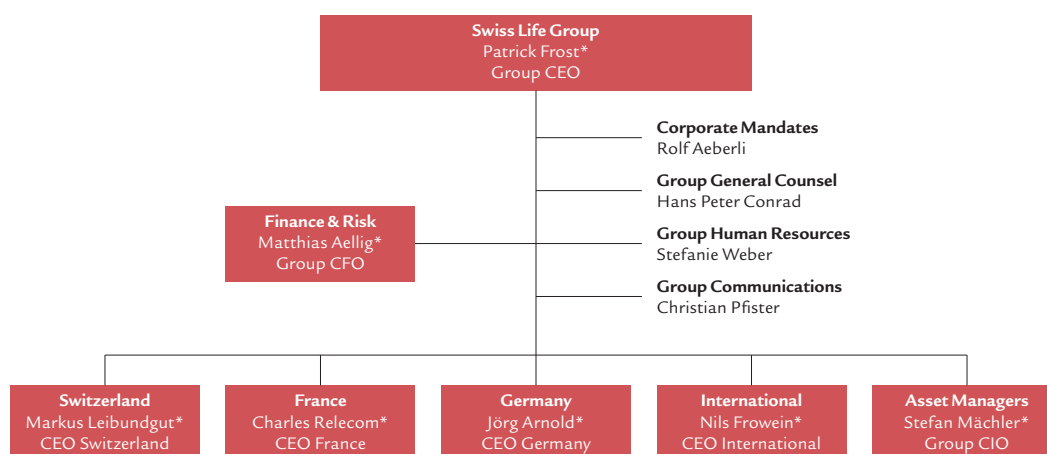 Swiss Life Group
Patrick Frost*
Group CEO
Corporate Mandates
Rolf Aeberli
Group General Counsel
Hans Peter Conrad
Finance & Risk
Matthias Aellig*
Group CFO
Group Human Resources
Stefanie Weber
Group Communications
Christian Pfister
Switzerland
Markus Leibundgut*
CEO Switzerland
France
Charles Relecom*
CEO France
Germany
Jörg Arnold*
CEO Germany
International
Nils Frowein*
CEO International
Asset Managers
Stefan Mächler*
Group CIO